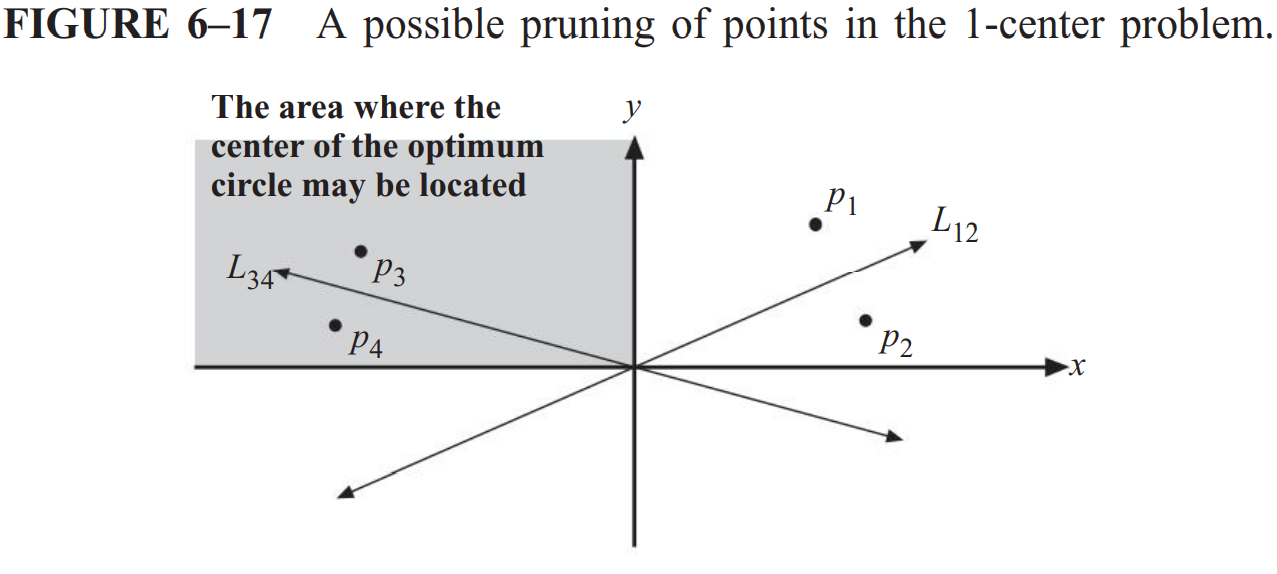 FIGURE 6–17 A possible pruning of points in the 1-center problem.
The area where the
center of the optimum
circle may be located
y
p1
L12
L34
p3
p4
p2
x